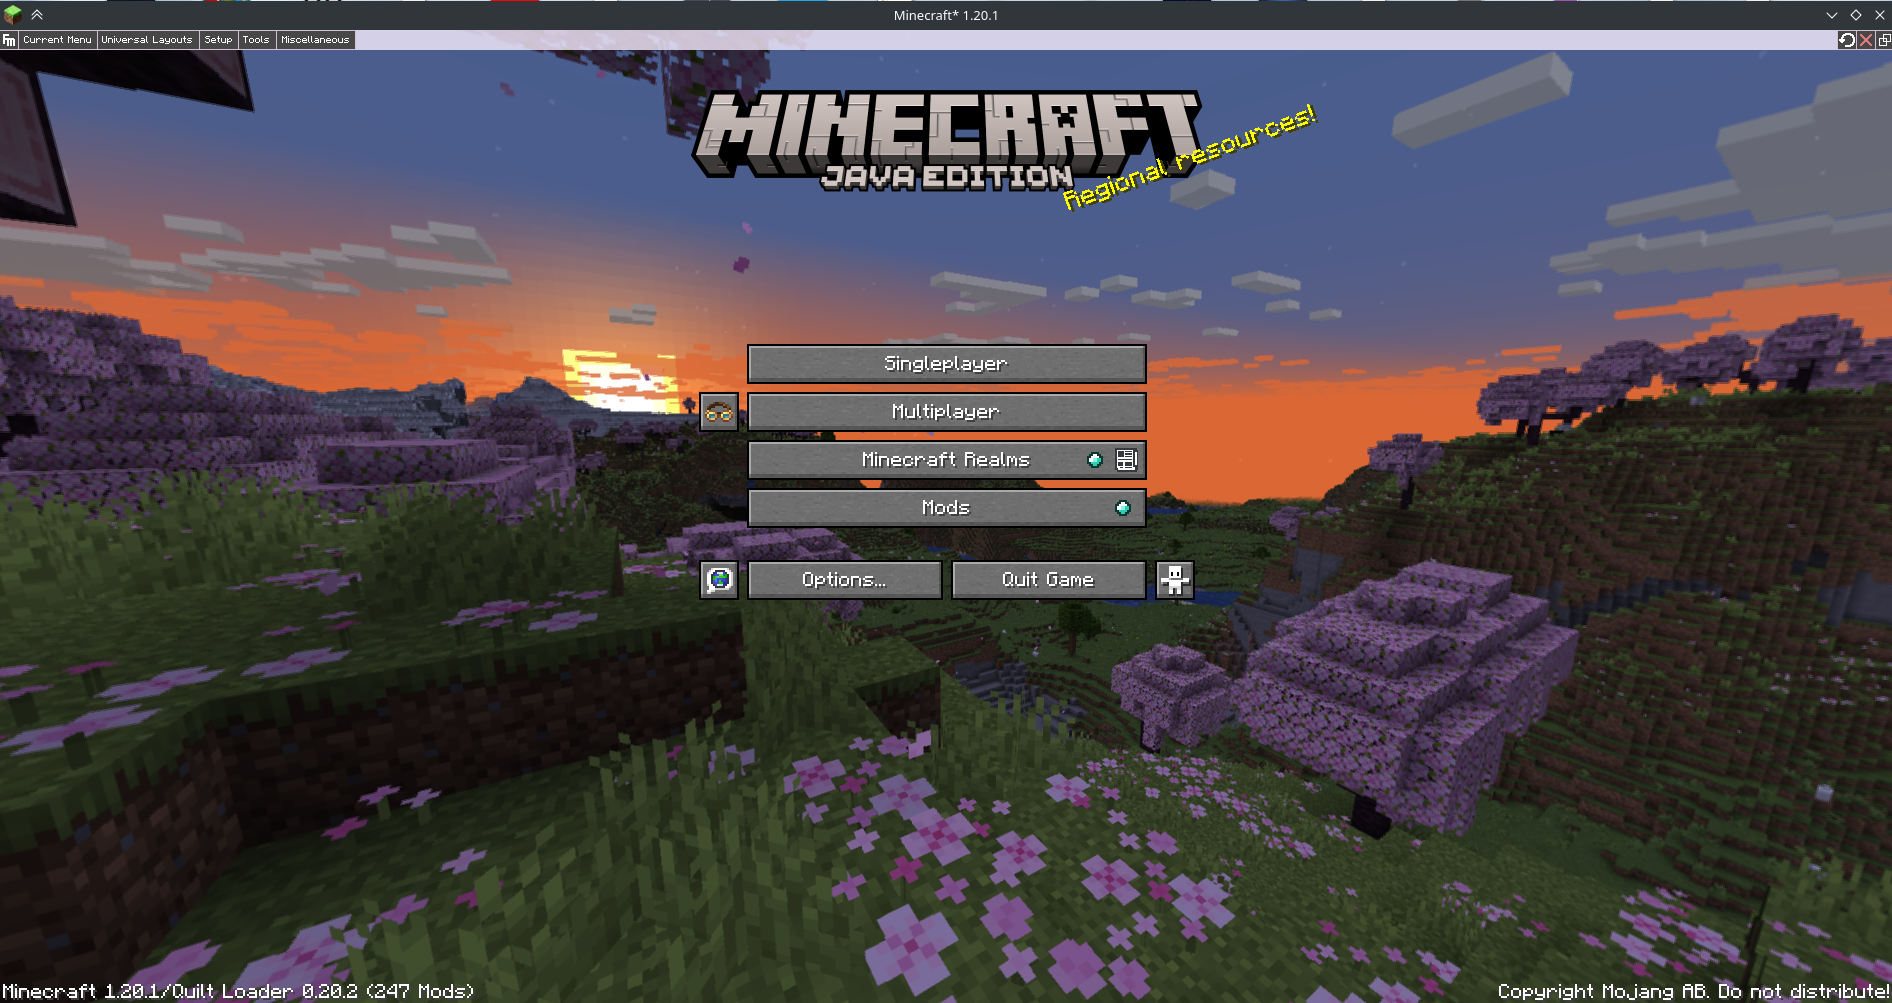 Minecraft* 1.20.1
Fm Current Menu Universal Layouts Setup Tools Miscellaneous
MINECRAFT
JAVA EDITION
Regional resources!
Singleplayer
Multiplayer
Minecraft Realms
Mods
Options... Quit Game
Minecraft 1.20.1/Quilt Loader 0.20.2 (247 Mods)
Copyright Mojang AB. Do not distribute!